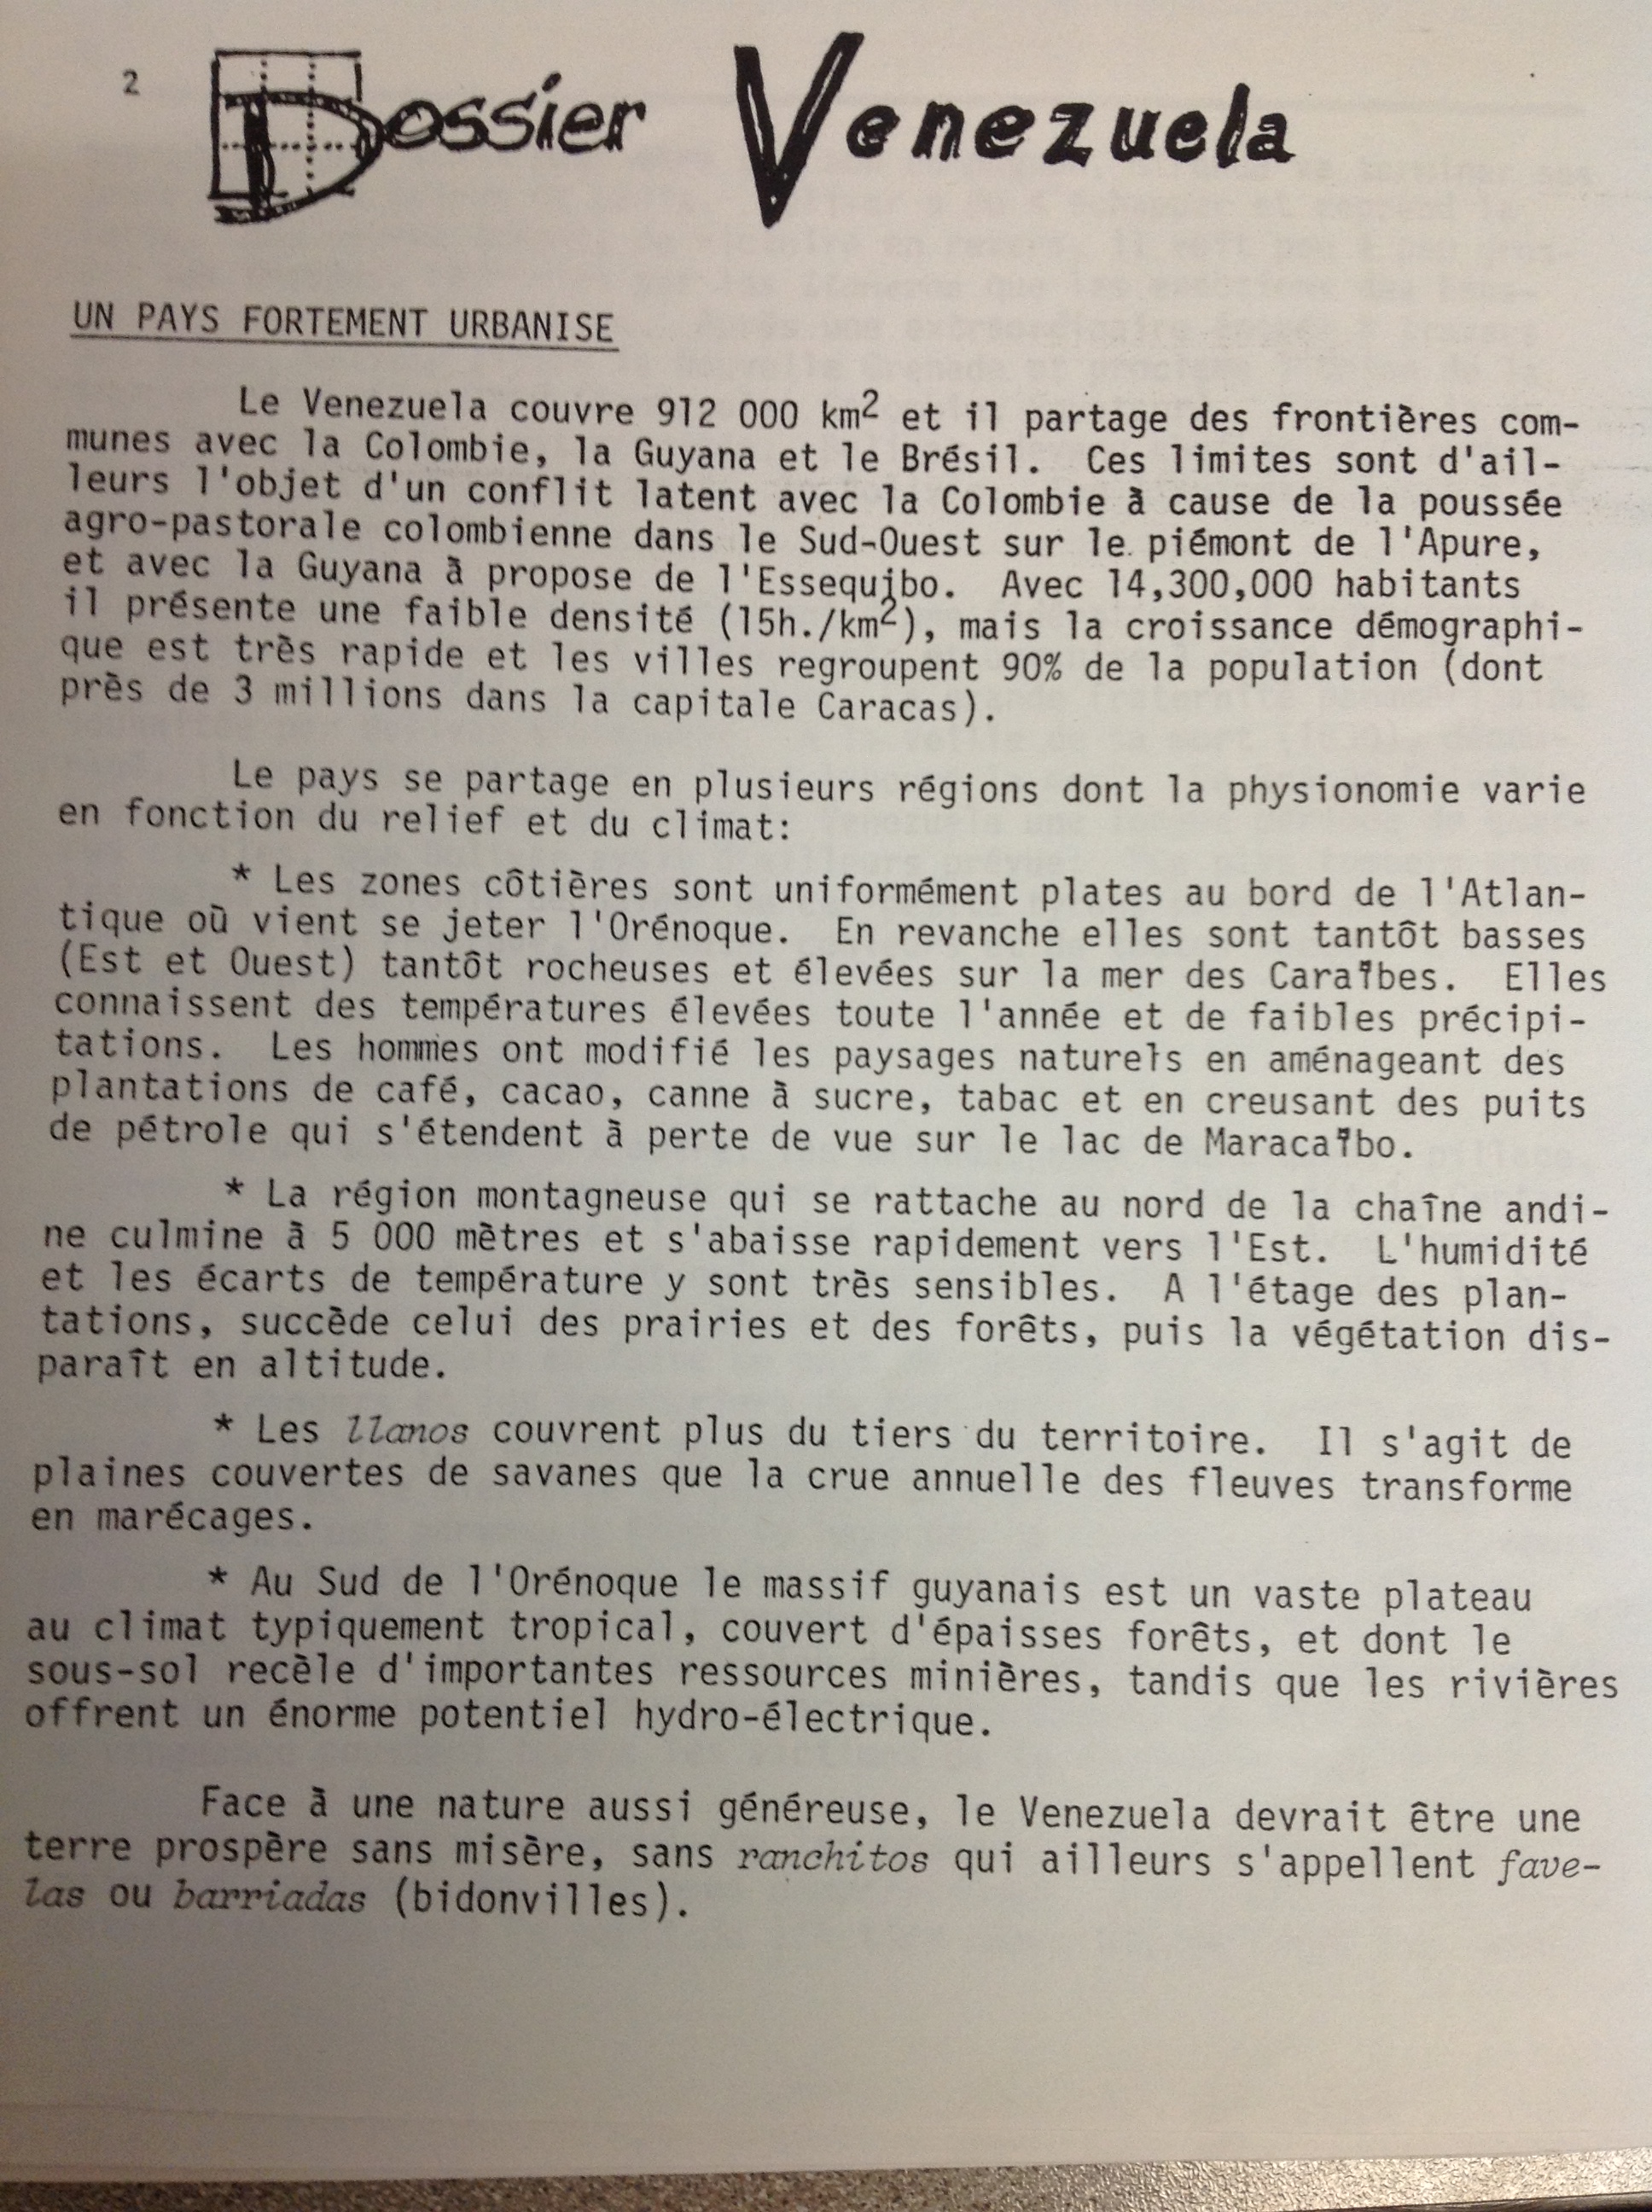 2
Dossier Venezuela
UN PAYS FORTEMENT URBANISE
Le Venezuela couvre 912 000 km2 et il partage des frontières com-
munes avec la Colombie, la Guyana et le Brésil. Ces limites sont d'ail-
leurs l'objet d'un conflit latent avec la Colombie à cause de la poussée
agro-pastorale colombienne dans le Sud-Ouest sur le piémont de l'Apure,
et avec la Guyana à propose de l'Essequibo. Avec 14,300,000 habitants
il présente une faible densité (15h./km2), mais la croissance démographi-
que est très rapide et les villes regroupent 90% de la population (dont
près de 3 millions dans la capitale Caracas).
Le pays se partage en plusieurs régions dont la physionomie varie
en fonction du relief et du climat:
* Les zones côtières sont uniformément plates au bord de l'Atlan-
tique où vient se jeter l'Orénoque. En revanche elles sont tantôt basses
(Est et Ouest) tantôt rocheuses et élevées sur la mer des Caraïbes. Elles
connaissent des températures élevées toute l'année et de faibles précipi-
tations. Les hommes ont modifié les paysages naturels en aménageant des
plantations de café, cacao, canne à sucre, tabac et en creusant des puits
de pétrole qui s'étendent à perte de vue sur le lac de Maracaïbo.
* La région montagneuse qui se rattache au nord de la chaîne andi-
ne culmine à 5 000 mètres et s'abaisse rapidement vers l'Est. L'humidité
et les écarts de température y sont très sensibles. A l'étage des plan-
tations, succède celui des prairies et des forêts, puis la végétation dis-
paraît en altitude.
* Les llanos couvrent plus du tiers du territoire. Il s'agit de
plaines couvertes de savanes que la crue annuelle des fleuves transforme
en marécages.
* Au Sud de l'Orénoque le massif guyanais est un vaste plateau
au climat typiquement tropical, couvert d'épaisses forêts, et dont le
sous-sol recèle d'importantes ressources minières, tandis que les rivières
offrent un énorme potentiel hydro-électrique.
Face à une nature aussi généreuse, le Venezuela devrait être une
terre prospère sans misère, sans ranchitos qui ailleurs s'appellent fave-
las ou barriadas (bidonvilles).